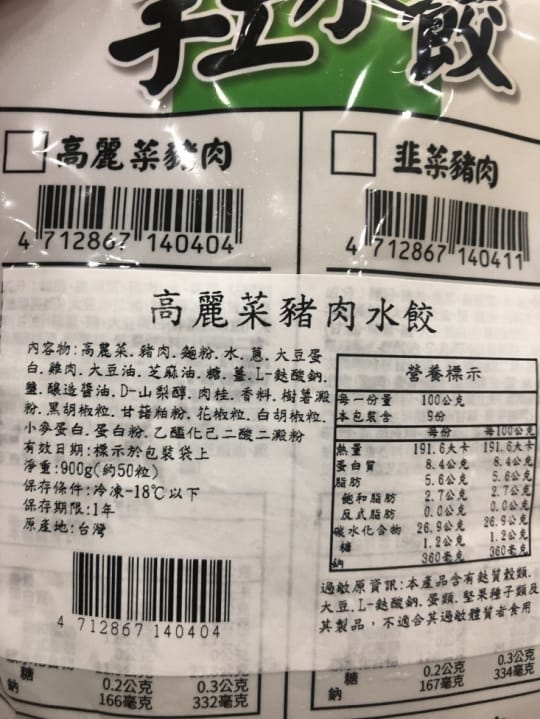 手工水餃
高麗菜豬肉
韭菜豬肉
4 712867 140404
4 712867 140411
高麗菜豬肉水餃
內容物:高麗菜.豬肉.麵粉.水.蔥.大豆蛋
白.雞肉.大豆油.芝麻油.糖.薑.L-麩酸鈉.
鹽.釀造醬油.D-山梨醇.肉桂.香料.樹薯澱
粉.黑胡椒粒.甘藷粉.花椒粒.白胡椒粒.
小麥蛋白.蛋白粉.乙醯化己二酸二澱粉
有效日期:標示於包裝袋上
淨重:900g(約50粒)
保存條件:冷凍-18℃以下
保存期限:1年
原產地:台灣
營養標示
每一份量 100公克
本包裝含 9份
每份 每100公克
熱量 191.6大卡 191.6大卡
蛋白質 8.4公克 8.4公克
脂肪 5.6公克 5.6公克
飽和脂肪 2.7公克 2.7公克
反式脂肪 0.0公克 0.0公克
碳水化合物 26.9公克 26.9公克
糖 1.2公克 1.2公克
鈉 360毫克 360毫克
過敏原資訊:本產品含有麩質穀類.
大豆.L-麩酸鈉.蛋類.堅果種子類及
其製品，不適合其過敏體質者食用
4 712867 140404
糖 0.2公克 0.3公克
鈉 166毫克 332毫克
糖 0.2公克 0.3公克
鈉 167毫克 334毫克